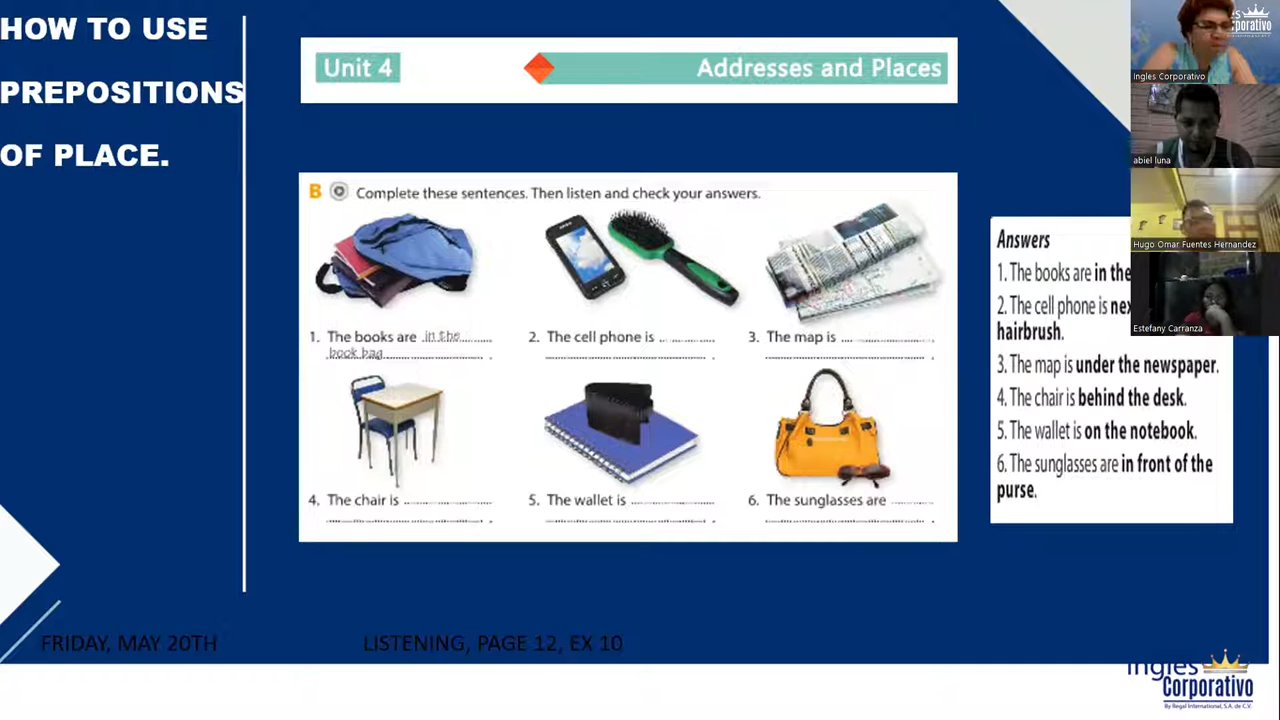 HOW TO USE
PREPOSITIONS
OF PLACE.
Unit 4
Addresses and Places
B Complete these sentences. Then listen and check your answers.
1. The books are in the
book bag .
2. The cell phone is
.
3. The map is
.
4. The chair is
.
5. The wallet is
.
6. The sunglasses are
.
Answers
1. The books are in the
2. The cell phone is
hairbrush.
3. The map is under the newspaper.
4. The chair is behind the desk.
5. The wallet is on the notebook.
6. The sunglasses are in front of the
purse.
FRIDAY, MAY 20TH
LISTENING, PAGE 12, EX 10
Ingles Corporativo
abiel luna
Hugo Omar Fuentes Hernandez
Estefany Carranza
Ingles
Corporativo
By Regal International, S.A. de C.V.